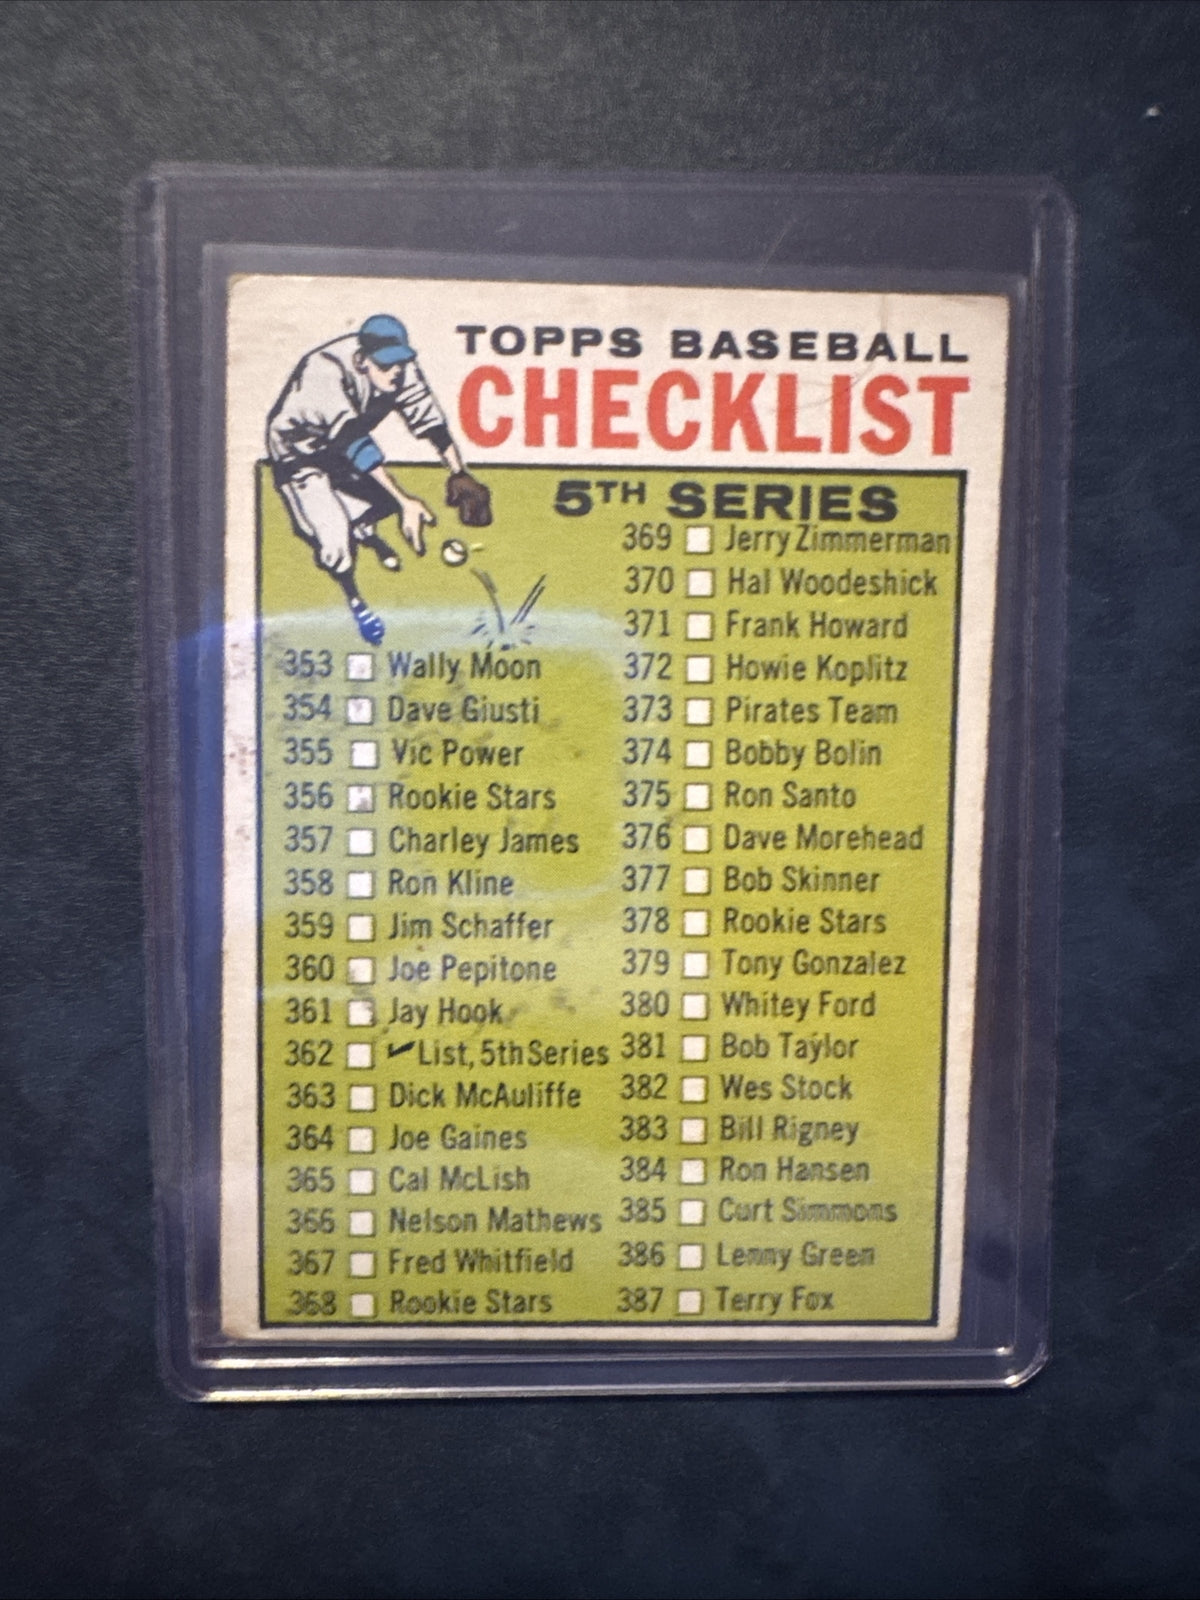 TOPPS BASEBALL
CHECKLIST
5TH SERIES
353 Wally Moon
354 Dave Giusti
355 Vic Power
356 Rookie Stars
357 Charley James
358 Ron Kline
359 Jim Schaffer
360 Joe Pepitone
361 Jay Hook
362 ✓List, 5th Series
363 Dick McAuliffe
364 Joe Gaines
365 Cal McLish
366 Nelson Mathews
367 Fred Whitfield
368 Rookie Stars
369 Jerry Zimmerman
370 Hal Woodeshick
371 Frank Howard
372 Howie Koplitz
373 Pirates Team
374 Bobby Bolin
375 Ron Santo
376 Dave Morehead
377 Bob Skinner
378 Rookie Stars
379 Tony Gonzalez
380 Whitey Ford
381 Bob Taylor
382 Wes Stock
383 Bill Rigney
384 Ron Hansen
385 Curt Simmons
386 Lenny Green
387 Terry Fox